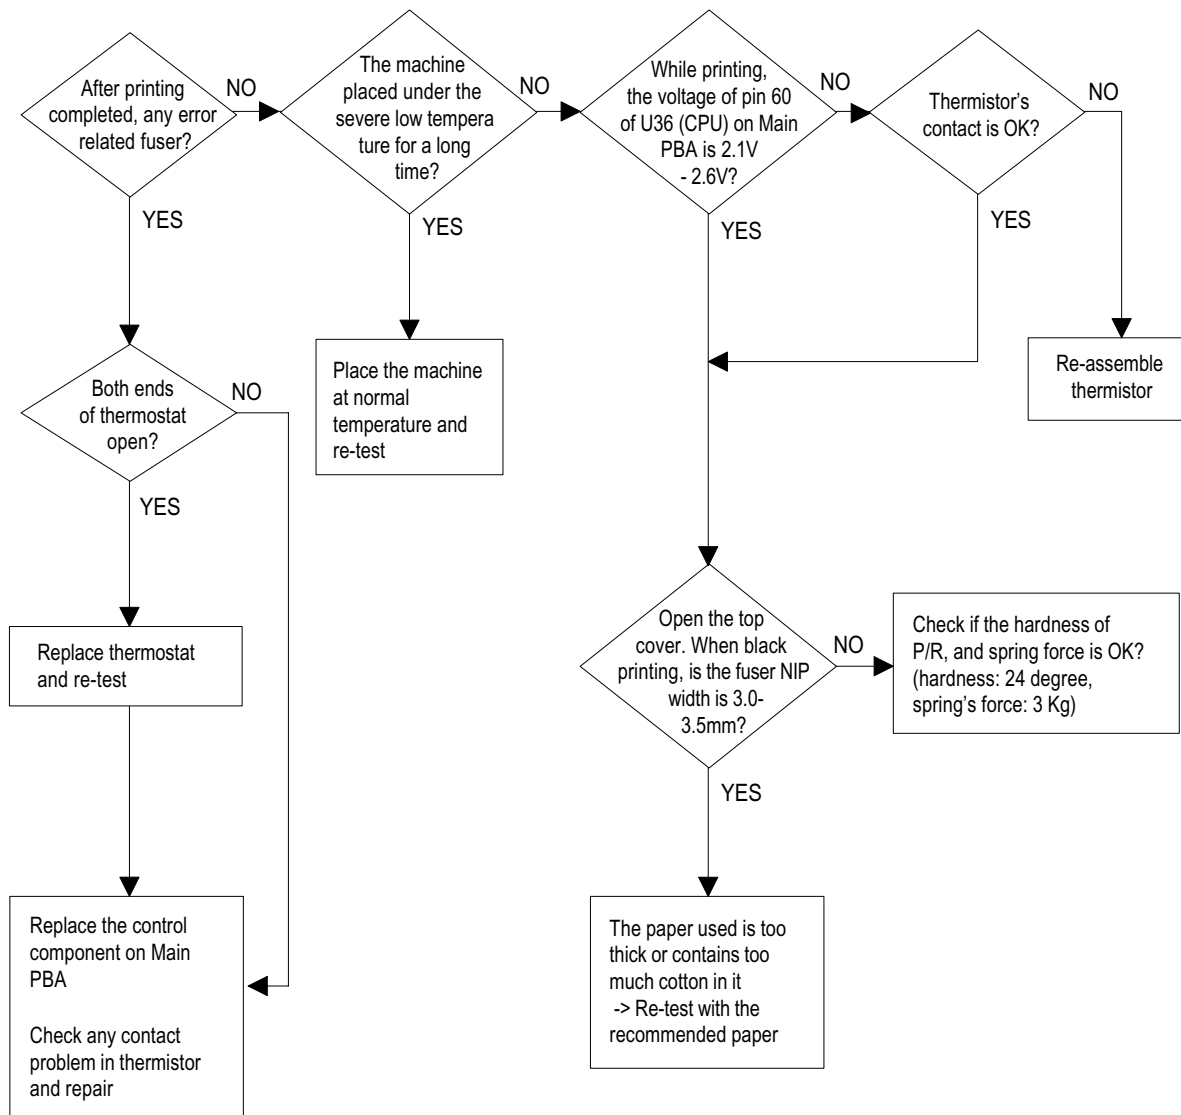 After printing
completed, any error
related fuser?
NO
YES
The machine
placed under the
severe low tempera
ture for a long
time?
NO
YES
While printing,
the voltage of pin 60
of U36 (CPU) on Main
PBA is 2.1V
- 2.6V?
NO
YES
Thermistor's
contact is OK?
NO
YES
Re-assemble
thermistor
Place the machine
at normal
temperature and
re-test
Both ends
of thermostat
open?
NO
YES
Replace thermostat
and re-test
Open the top
cover. When black
printing, is the fuser NIP
width is 3.0-
3.5mm?
NO
YES
Check if the hardness of
P/R, and spring force is OK?
(hardness: 24 degree,
spring's force: 3 Kg)
Replace the control
component on Main
PBA
Check any contact
problem in thermistor
and repair
The paper used is too
thick or contains too
much cotton in it
-> Re-test with the
recommended paper